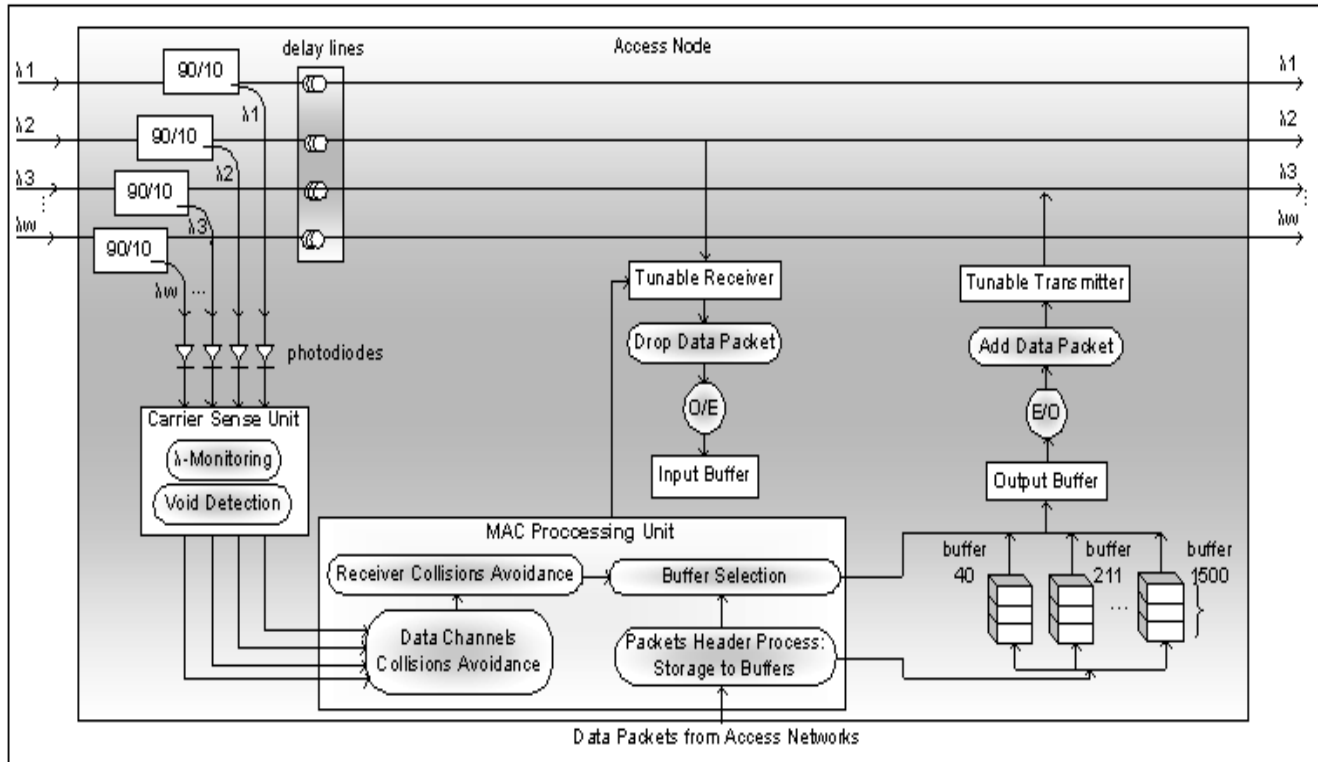 Access Node
delay lines
λ1
90/10
λ1
λ1
λ2
90/10
λ2
λ2
λ3
90/10
λ3
λ3
⋮
⋮
λw
90/10
λw
λw
...
photodiodes
Carrier Sense Unit
λ-Monitoring
Void Detection
Tunable Receiver
Drop Data Packet
O/E
Input Buffer
Tunable Transmitter
Add Data Packet
E/O
Output Buffer
MAC Proccessing Unit
Receiver Collisions Avoidance
Buffer Selection
Data Channels
Collisions Avoidance
Packets Header Process:
Storage to Buffers
buffer
40
buffer
211
...
buffer
1500
Data Packets from Access Networks